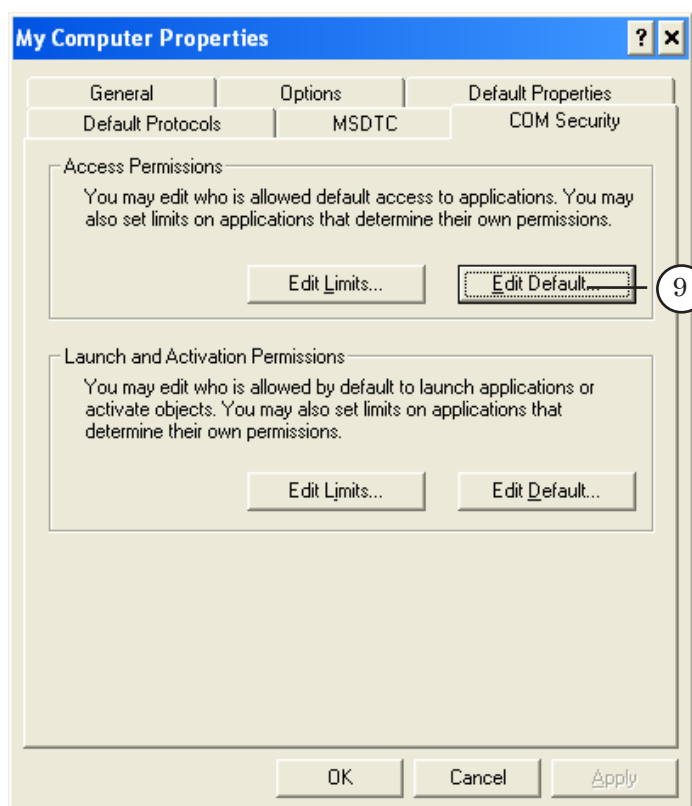 My Computer Properties
General Options Default Properties
Default Protocols MSDTC COM Security
Access Permissions
You may edit who is allowed default access to applications. You may
also set limits on applications that determine their own permissions.
Edit Limits... Edit Default... 9
Launch and Activation Permissions
You may edit who is allowed by default to launch applications or
activate objects. You may also set limits on applications that
determine their own permissions.
Edit Limits... Edit Default...
OK Cancel Apply